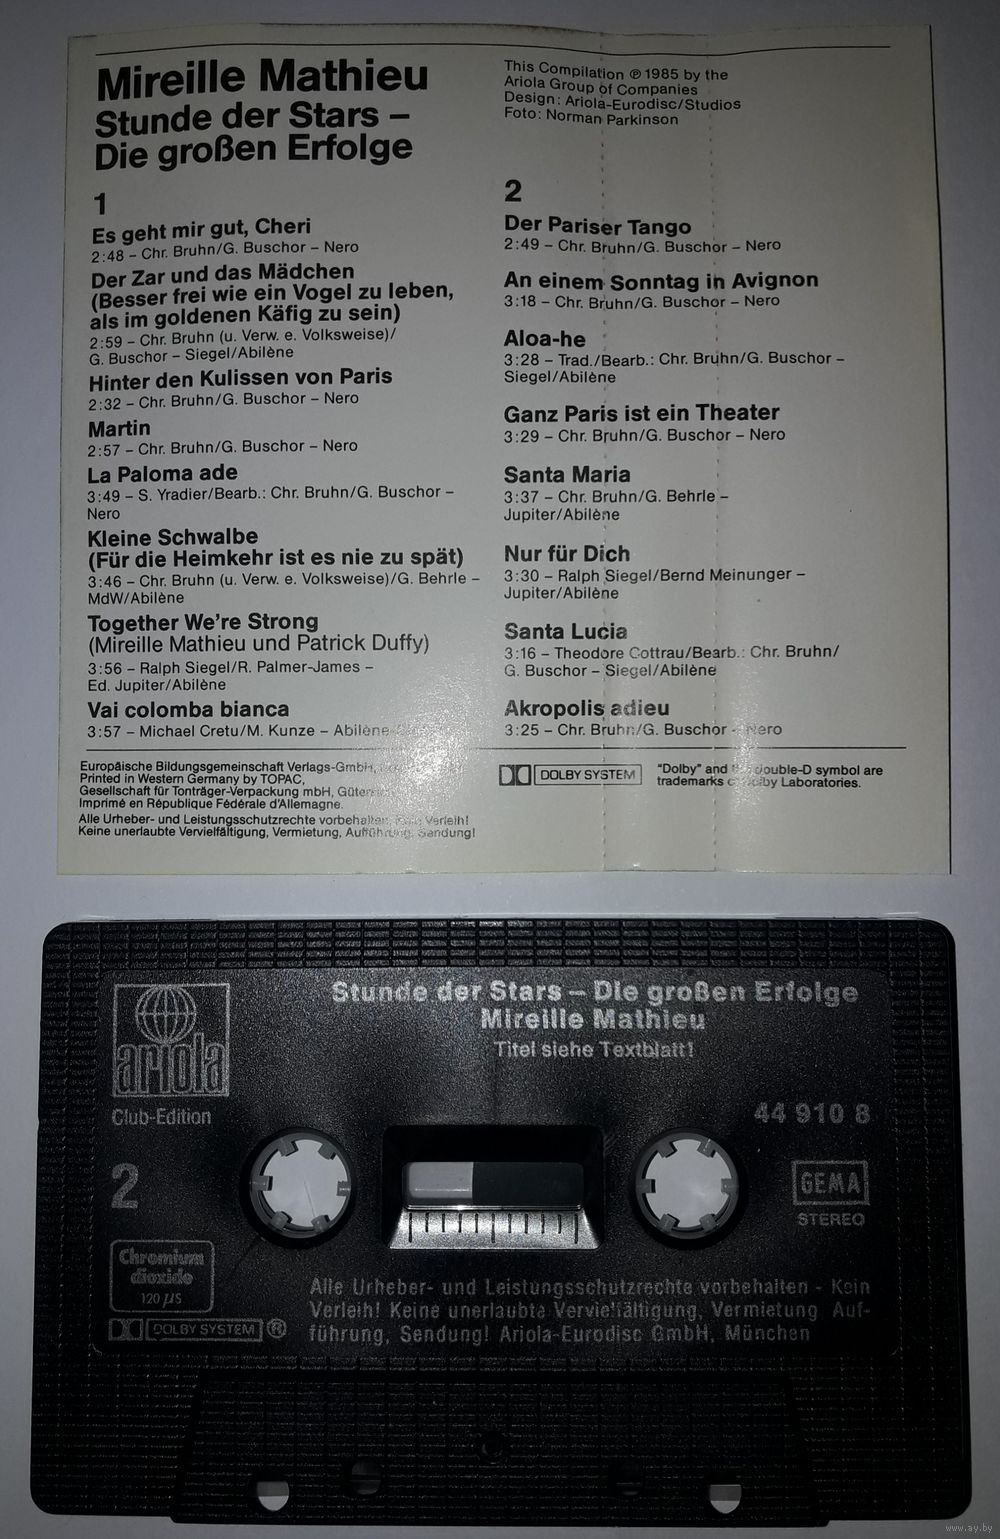 Mireille Mathieu
Stunde der Stars –
Die großen Erfolge
This Compilation ℗ 1985 by the
Ariola Group of Companies
Design: Ariola-Eurodisc/Studios
Foto: Norman Parkinson
1
Es geht mir gut, Cheri
2:48 – Chr. Bruhn/G. Buschor – Nero
Der Zar und das Mädchen
(Besser frei wie ein Vogel zu leben,
als im goldenen Käfig zu sein)
2:59 – Chr. Bruhn (u. Verw. e. Volksweise)/
G. Buschor – Siegel/Abilène
Hinter den Kulissen von Paris
2:32 – Chr. Bruhn/G. Buschor – Nero
Martin
2:57 – Chr. Bruhn/G. Buschor – Nero
La Paloma ade
3:49 – S. Yradier/Bearb.: Chr. Bruhn/G. Buschor –
Nero
Kleine Schwalbe
(Für die Heimkehr ist es nie zu spät)
3:46 – Chr. Bruhn (u. Verw. e. Volksweise)/G. Behrle –
MdW/Abilène
Together We're Strong
(Mireille Mathieu und Patrick Duffy)
3:56 – Ralph Siegel/R. Palmer-James –
Ed. Jupiter/Abilène
Vai colomba bianca
3:57 – Michael Cretu/M. Kunze – Abilène
2
Der Pariser Tango
2:49 – Chr. Bruhn/G. Buschor – Nero
An einem Sonntag in Avignon
3:18 – Chr. Bruhn/G. Buschor – Nero
Aloa-he
3:28 – Trad./Bearb.: Chr. Bruhn/G. Buschor –
Siegel/Abilène
Ganz Paris ist ein Theater
3:29 – Chr. Bruhn/G. Buschor – Nero
Santa Maria
3:37 – Chr. Bruhn/G. Behrle –
Jupiter/Abilène
Nur für Dich
3:30 – Ralph Siegel/Bernd Meinunger –
Jupiter/Abilène
Santa Lucia
3:16 – Theodore Cottrau/Bearb.: Chr. Bruhn/
G. Buschor – Siegel/Abilène
Akropolis adieu
3:25 – Chr. Bruhn/G. Buschor – Nero
Europäische Bildungsgemeinschaft Verlags-GmbH,
Printed in Western Germany by TOPAC,
Gesellschaft für Tonträger-Verpackung mbH, Gütersloh
Imprimé en République Fédérale d'Allemagne.
Alle Urheber- und Leistungsschutzrechte vorbehalten, Kein Verleih!
Keine unerlaubte Vervielfältigung, Vermietung, Aufführung, Sendung!
DOLBY SYSTEM
"Dolby" and the double-D symbol are
trademarks of Dolby Laboratories.
Stunde der Stars – Die großen Erfolge
Mireille Mathieu
Titel siehe Textblatt!
ariola
Club-Edition
44 910 8
2
GEMA
STEREO
Chromium
dioxide
120 µS
DOLBY SYSTEM ®
Alle Urheber- und Leistungsschutzrechte vorbehalten - Kein
Verleih! Keine unerlaubte Vervielfältigung, Vermietung Auf-
führung, Sendung! Ariola-Eurodisc GmbH, München
www.ay.by